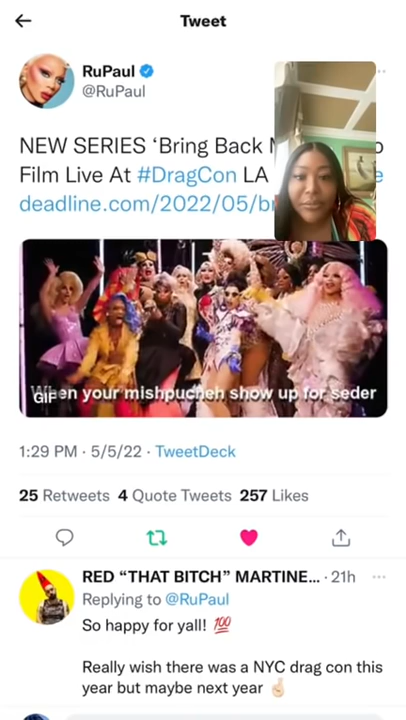 Tweet
RuPaul
@RuPaul
NEW SERIES ‘Bring Back
Film Live At #DragCon LA
deadline.com/2022/05/
GIF
When your mishpucheh show up for seder
1:29 PM · 5/5/22 · TweetDeck
25 Retweets 4 Quote Tweets 257 Likes
RED “THAT BITCH” MARTINE... · 21h
Replying to @RuPaul
So happy for yall! 💯
Really wish there was a NYC drag con this
year but maybe next year 🤞🏻